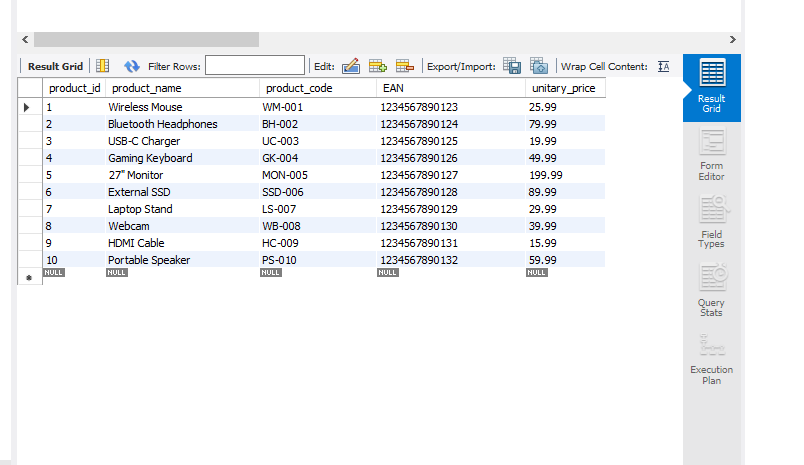 Result Grid Filter Rows: Edit: Export/Import: Wrap Cell Content:
product_id product_name product_code EAN unitary_price
1 Wireless Mouse WM-001 1234567890123 25.99
2 Bluetooth Headphones BH-002 1234567890124 79.99
3 USB-C Charger UC-003 1234567890125 19.99
4 Gaming Keyboard GK-004 1234567890126 49.99
5 27" Monitor MON-005 1234567890127 199.99
6 External SSD SSD-006 1234567890128 89.99
7 Laptop Stand LS-007 1234567890129 29.99
8 Webcam WB-008 1234567890130 39.99
9 HDMI Cable HC-009 1234567890131 15.99
10 Portable Speaker PS-010 1234567890132 59.99
NULL NULL NULL NULL NULL
Result
Grid
Form
Editor
Field
Types
Query
Stats
Execution
Plan